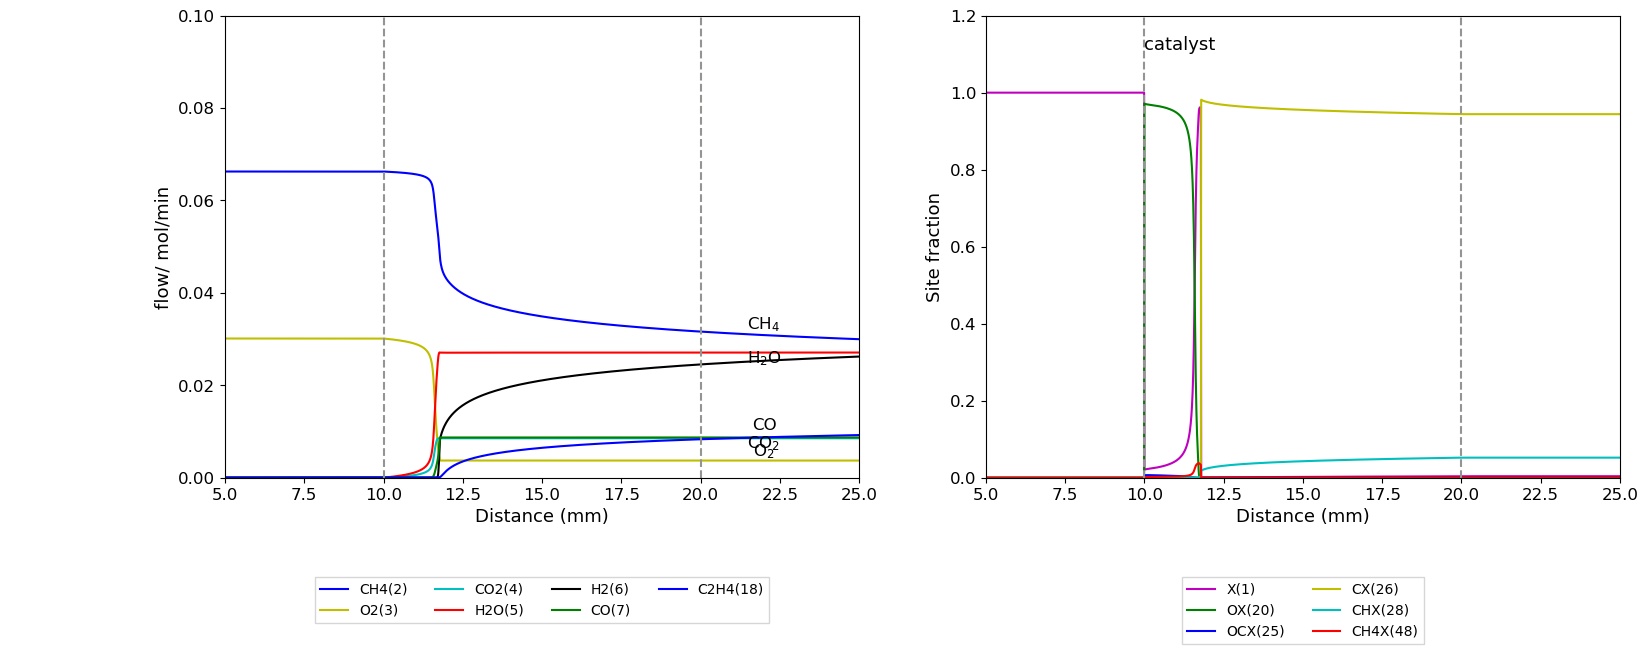 0.10
0.08
0.06
0.04
0.02
0.00
flow/ mol/min
CH4
H2O
CO
CO2
O2
5.0 7.5 10.0 12.5 15.0 17.5 20.0 22.5 25.0
Distance (mm)
CH4(2) CO2(4) H2(6) C2H4(18)
O2(3) H2O(5) CO(7)
1.2
1.0
0.8
0.6
0.4
0.2
0.0
Site fraction
catalyst
5.0 7.5 10.0 12.5 15.0 17.5 20.0 22.5 25.0
Distance (mm)
X(1) CX(26)
OX(20) CHX(28)
OCX(25) CH4X(48)